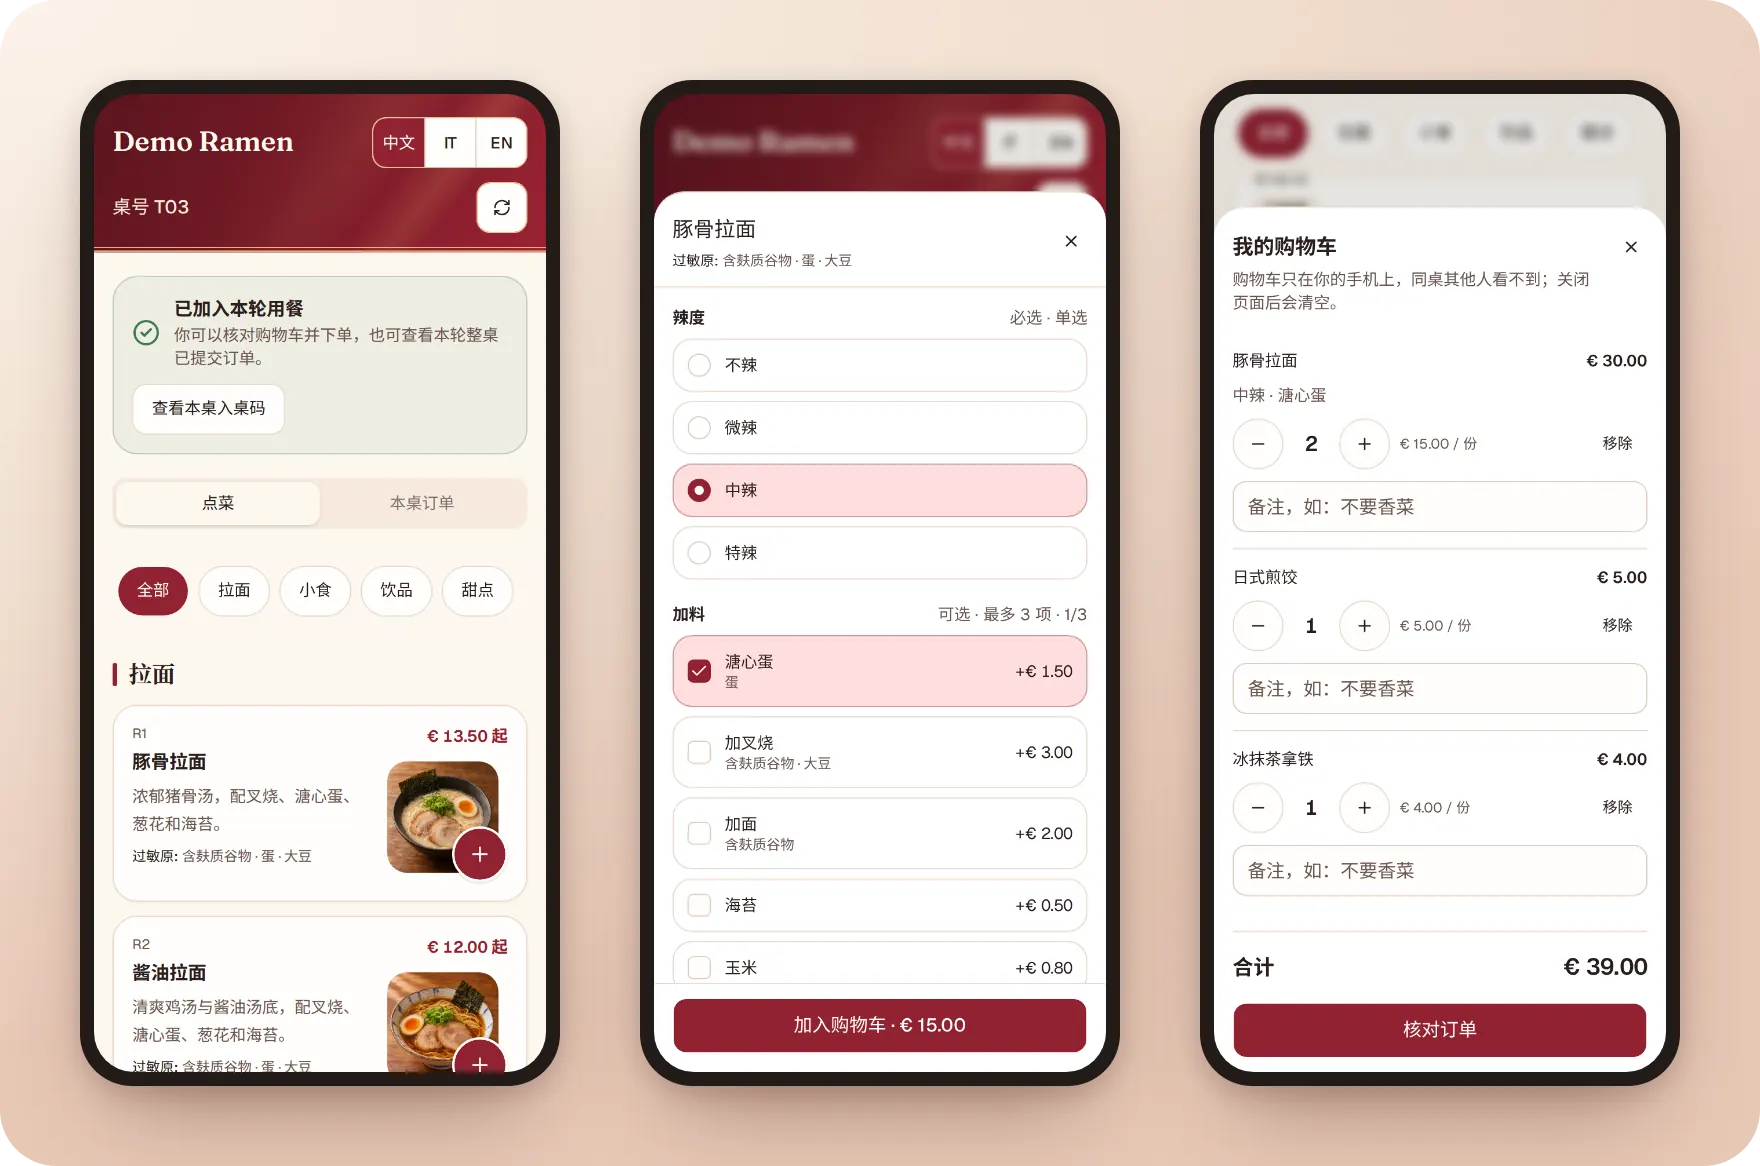 Demo Ramen
中文 IT EN
桌号 T03
已加入本轮用餐
你可以核对购物车并下单，也可查看本轮整桌
已提交订单。
查看本桌入桌码
点菜 本桌订单
全部 拉面 小食 饮品 甜点
拉面
R1
€ 13.50 起
豚骨拉面
浓郁猪骨汤，配叉烧、溏心蛋、
葱花和海苔。
过敏原: 含麸质谷物 · 蛋 · 大豆
R2
€ 12.00 起
酱油拉面
清爽鸡汤与酱油汤底，配叉烧、
溏心蛋、葱花和海苔。
过敏原: 含麸质谷物 · 蛋 · 大豆
Demo Ramen
豚骨拉面
过敏原: 含麸质谷物 · 蛋 · 大豆
辣度 必选 · 单选
不辣
微辣
中辣
特辣
加料 可选 · 最多 3 项 · 1/3
溏心蛋
蛋
+€ 1.50
加叉烧
含麸质谷物 · 大豆
+€ 3.00
加面
含麸质谷物
+€ 2.00
海苔 +€ 0.50
玉米 +€ 0.80
加入购物车 · € 15.00
我的购物车
购物车只在你的手机上，同桌其他人看不到；关闭
页面后会清空。
豚骨拉面 € 30.00
中辣 · 溏心蛋
2 € 15.00 / 份 移除
备注，如：不要香菜
日式煎饺 € 5.00
1 € 5.00 / 份 移除
备注，如：不要香菜
冰抹茶拿铁 € 4.00
1 € 4.00 / 份 移除
备注，如：不要香菜
合计 € 39.00
核对订单